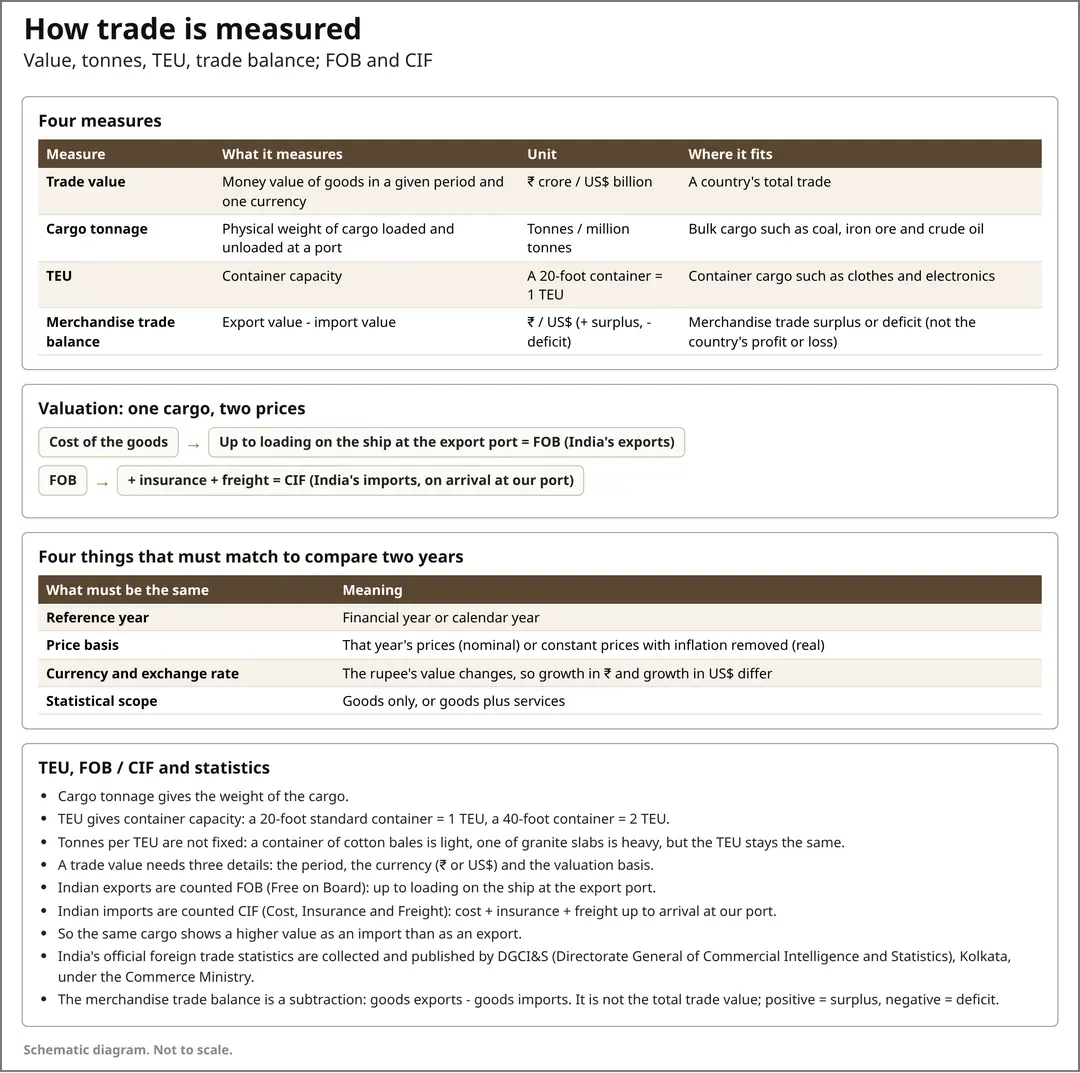 How trade is measured
Value, tonnes, TEU, trade balance; FOB and CIF
Four measures
Measure What it measures Unit Where it fits
Trade value Money value of goods in a given period and one currency ₹ crore / US$ billion A country's total trade
Cargo tonnage Physical weight of cargo loaded and unloaded at a port Tonnes / million tonnes Bulk cargo such as coal, iron ore and crude oil
TEU Container capacity A 20-foot container = 1 TEU Container cargo such as clothes and electronics
Merchandise trade balance Export value - import value ₹ / US$ (+ surplus, - deficit) Merchandise trade surplus or deficit (not the country's profit or loss)
Valuation: one cargo, two prices
Cost of the goods → Up to loading on the ship at the export port = FOB (India's exports)
FOB → + insurance + freight = CIF (India's imports, on arrival at our port)
Four things that must match to compare two years
What must be the same Meaning
Reference year Financial year or calendar year
Price basis That year's prices (nominal) or constant prices with inflation removed (real)
Currency and exchange rate The rupee's value changes, so growth in ₹ and growth in US$ differ
Statistical scope Goods only, or goods plus services
TEU, FOB / CIF and statistics
• Cargo tonnage gives the weight of the cargo.
• TEU gives container capacity: a 20-foot standard container = 1 TEU, a 40-foot container = 2 TEU.
• Tonnes per TEU are not fixed: a container of cotton bales is light, one of granite slabs is heavy, but the TEU stays the same.
• A trade value needs three details: the period, the currency (₹ or US$) and the valuation basis.
• Indian exports are counted FOB (Free on Board): up to loading on the ship at the export port.
• Indian imports are counted CIF (Cost, Insurance and Freight): cost + insurance + freight up to arrival at our port.
• So the same cargo shows a higher value as an import than as an export.
• India's official foreign trade statistics are collected and published by DGCI&S (Directorate General of Commercial Intelligence and Statistics), Kolkata,
under the Commerce Ministry.
• The merchandise trade balance is a subtraction: goods exports - goods imports. It is not the total trade value; positive = surplus, negative = deficit.
Schematic diagram. Not to scale.